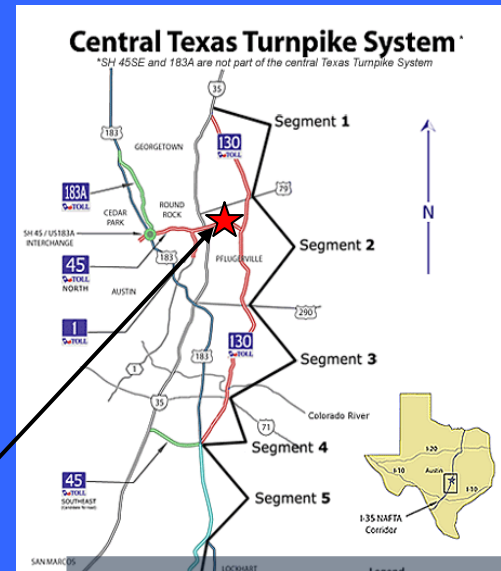 Central Texas Turnpike System *
*SH 45SE and 183A are not part of the central Texas Turnpike System
35
Segment 1
183
130
TOLL
GEORGETOWN
183A
TOLL
79
CEDAR
PARK
ROUND
ROCK
N
SH 45 / US183A
INTERCHANGE
Segment 2
45
TOLL
NORTH
183
PFLUGERVILLE
AUSTIN
1
TOLL
290
130
TOLL
183
Segment 3
1
35
Colorado River
71
Segment 4
45
TOLL
SOUTHEAST
Segment 5
I-20
I-10
Austin
I-10
I-35 NAFTA
Corridor
SAN MARCOS
LOCKHART
Legend